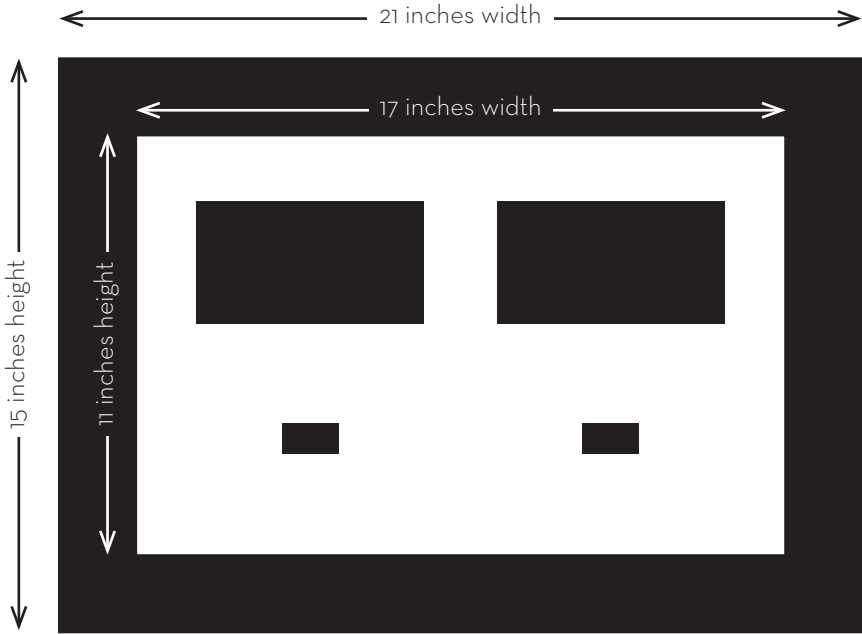 21 inches width
17 inches width
15 inches height
11 inches height